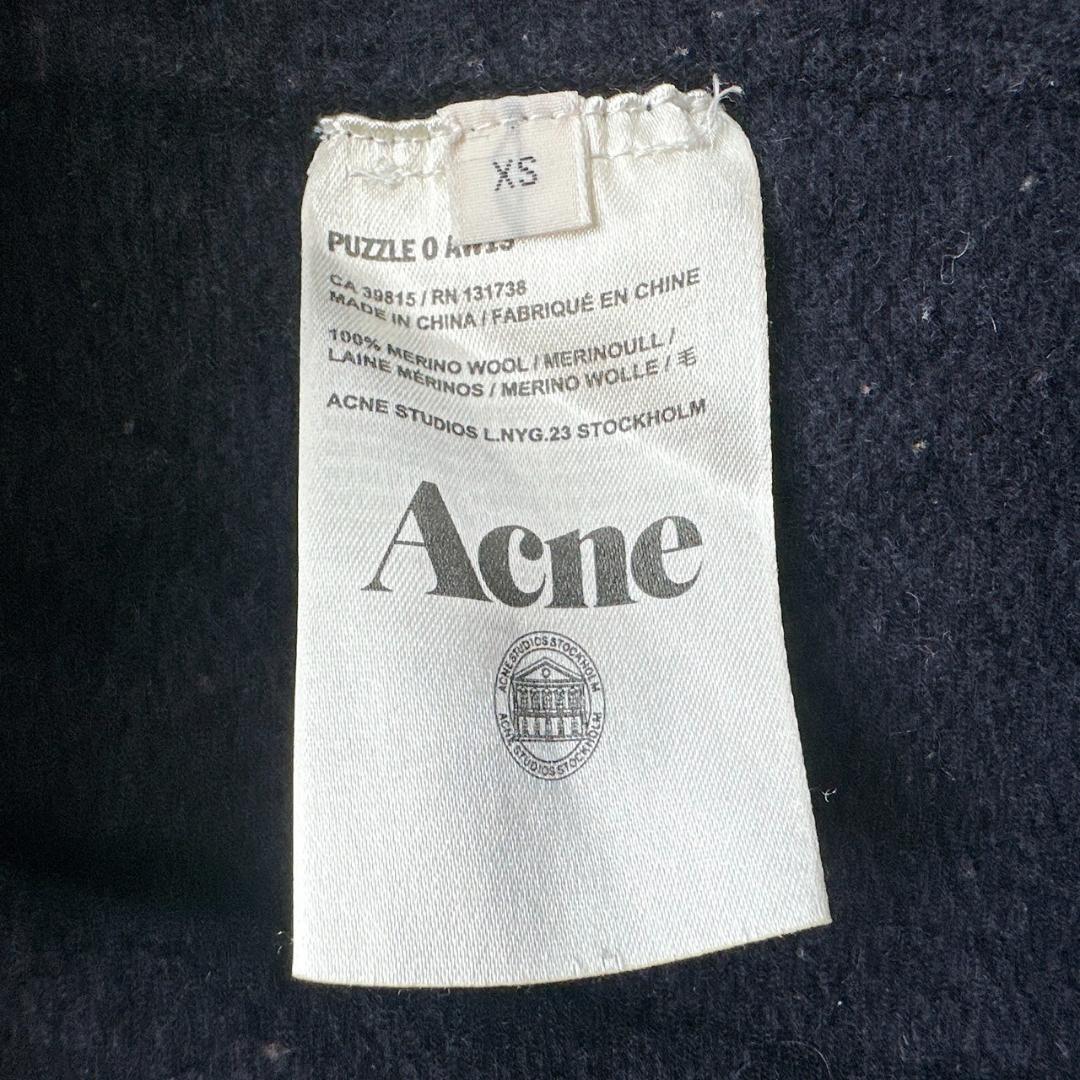 XS
PUZZLE O AW13
CA 39815 / RN 131738
MADE IN CHINA / FABRIQUÉ EN CHINE
100% MERINO WOOL / MERINOULL /
LAINE MÉRINOS / MERINO WOLLE / 毛
ACNE STUDIOS L.NYG.23 STOCKHOLM
Acne
ACNE STUDIOS STOCKHOLM
ACNE STUDIOS STOCKHOLM